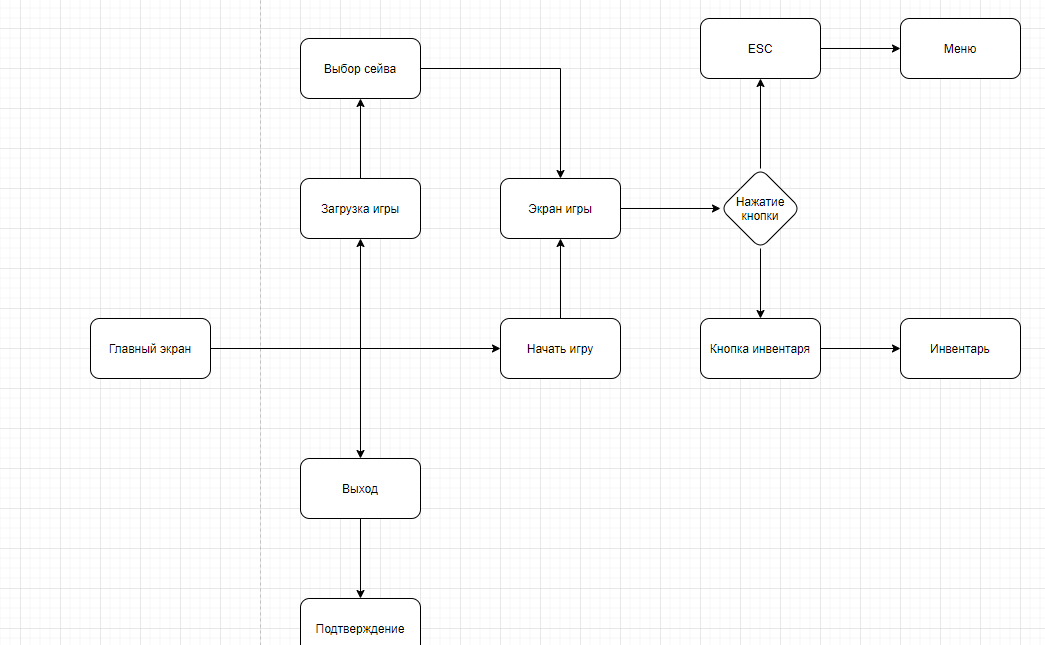 ESC
Меню
Выбор сейва
Загрузка игры
Экран игры
Нажатие
кнопки
Главный экран
Начать игру
Кнопка инвентаря
Инвентарь
Выход
Подтверждение